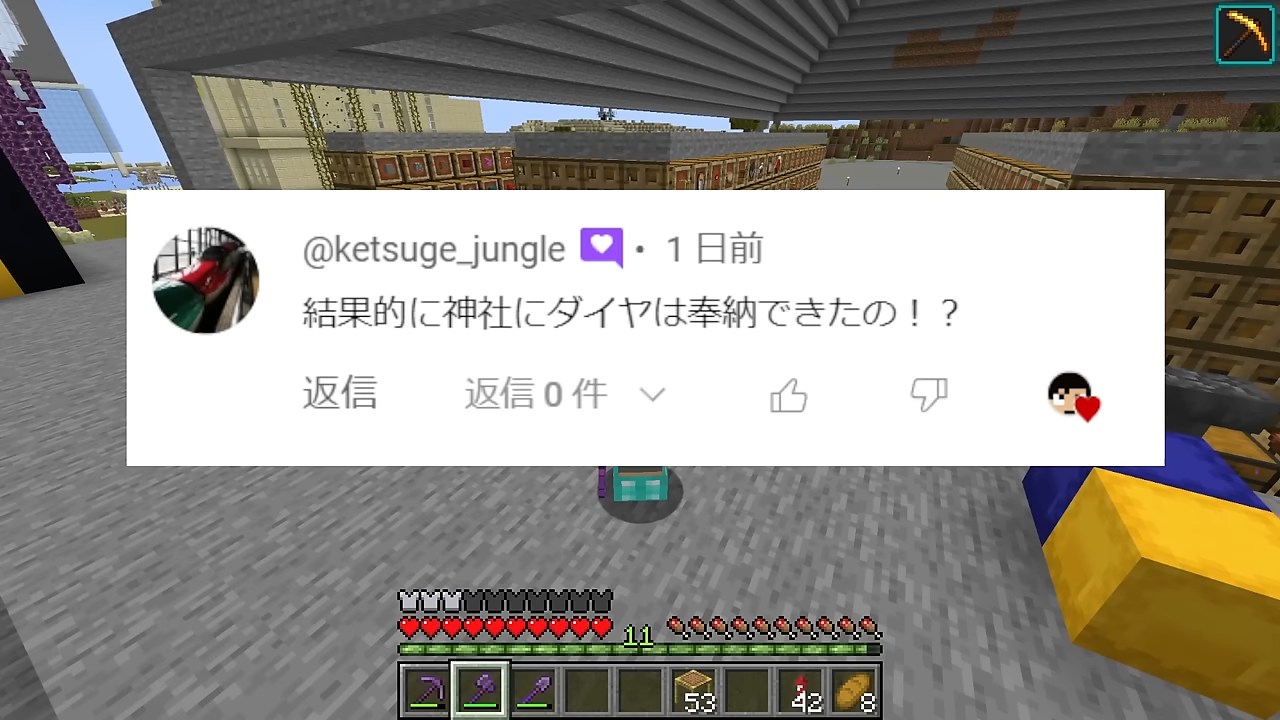 @ketsuge_jungle • 1 日前
結果的に神社にダイヤは奉納できたの！？
返信 返信 0 件
11
53 42 8